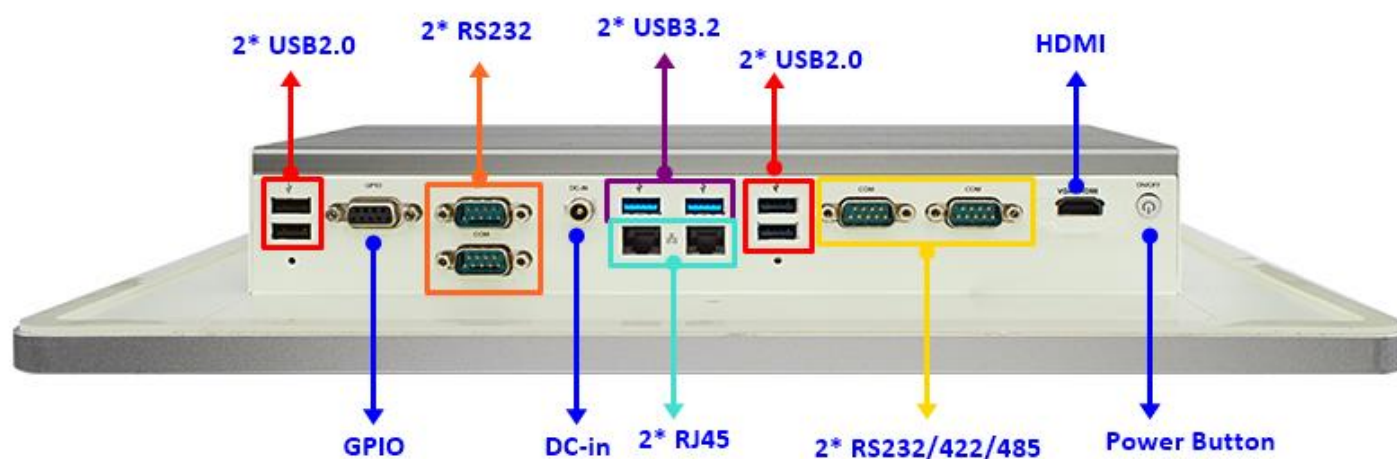 2* USB2.0
2* RS232
2* USB3.2
2* USB2.0
HDMI
GPIO
COM
DC-IN
COM
COM
ON/OFF
GPIO
DC-in
2* RJ45
2* RS232/422/485
Power Button